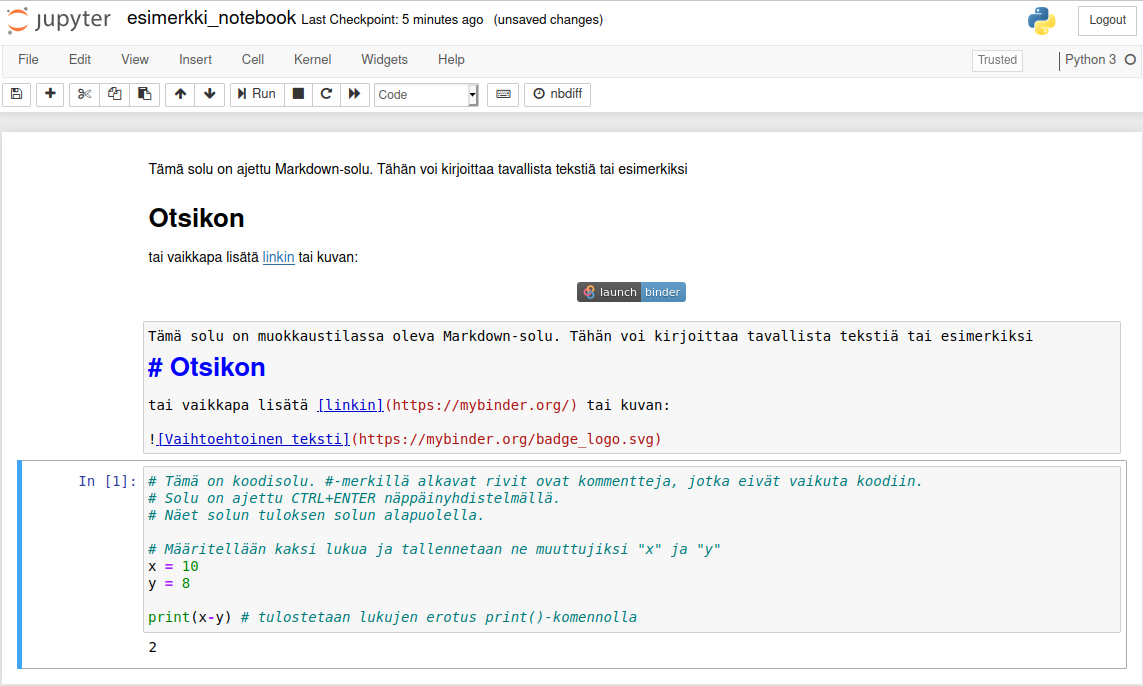 jupyter esimerkki_notebook Last Checkpoint: 5 minutes ago (unsaved changes) Logout
File Edit View Insert Cell Kernel Widgets Help Trusted Python 3
Run Code nbdiff
Tämä solu on ajettu Markdown-solu. Tähän voi kirjoittaa tavallista tekstiä tai esimerkiksi
Otsikon
tai vaikkapa lisätä linkin tai kuvan:
launch binder
Tämä solu on muokkaustilassa oleva Markdown-solu. Tähän voi kirjoittaa tavallista tekstiä tai esimerkiksi
# Otsikon
tai vaikkapa lisätä [linkin](https://mybinder.org/) tai kuvan:
![Vaihtoehtoinen teksti](https://mybinder.org/badge_logo.svg)
In [1]: # Tämä on koodisolu. #-merkillä alkavat rivit ovat kommentteja, jotka eivät vaikuta koodiin.
# Solu on ajettu CTRL+ENTER näppäinyhdistelmällä.
# Näet solun tuloksen solun alapuolella.
# Määritellään kaksi lukua ja tallennetaan ne muuttujiksi "x" ja "y"
x = 10
y = 8
print(x-y) # tulostetaan lukujen erotus print()-komennolla
2